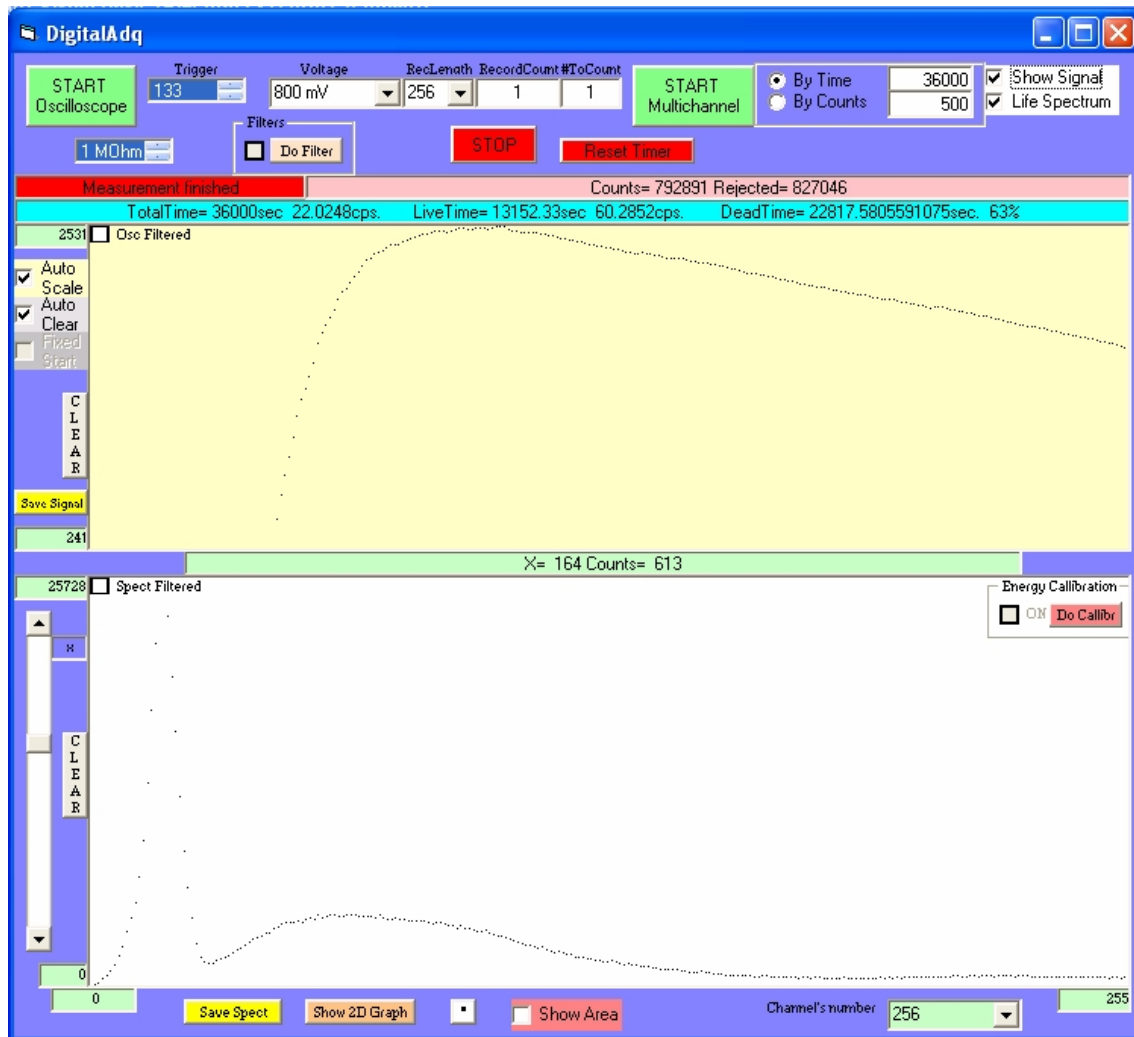 DigitalAdq
START
Oscilloscope
Trigger
133
Voltage
800 mV
RecLength
256
RecordCount
1
#ToCount
1
START
Multichannel
By Time
36000
By Counts
500
Show Signal
Life Spectrum
1 MOhm
Filters
Do Filter
STOP
Reset Timer
Measurement finished
Counts= 792891 Rejected= 827046
TotalTime= 36000sec 22.0248cps. LiveTime= 13152.33sec 60.2852cps. DeadTime= 22817.5805591075sec. 63%
2531
Osc Filtered
Auto
Scale
Auto
Clear
Fixed
Start
C
L
E
A
R
Save Signal
241
X= 164 Counts= 613
25728
Spect Filtered
Energy Callibration
ON
Do Callibr
x
C
L
E
A
R
0
0
255
Save Spect
Show 2D Graph
Show Area
Channel's number
256